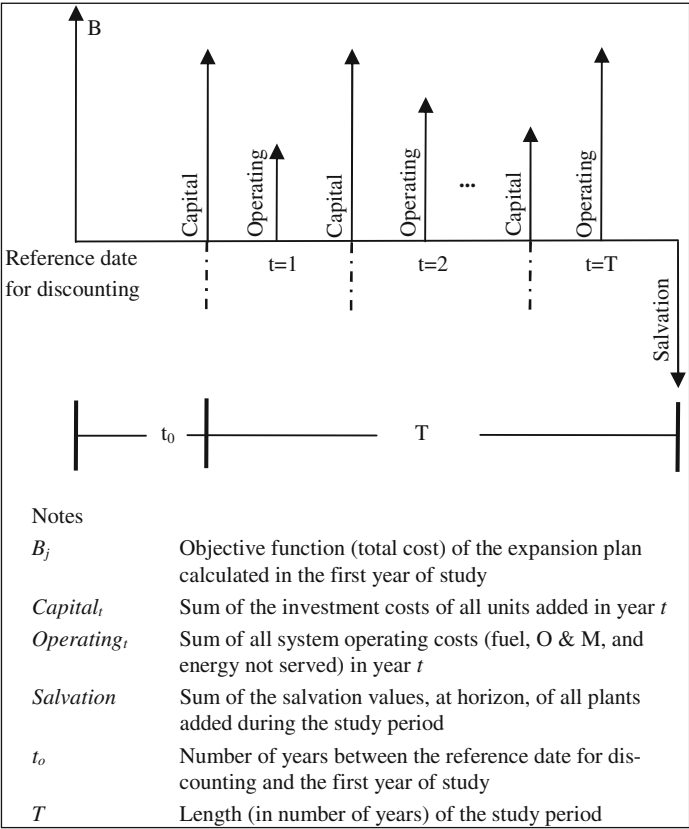 B
Capital
Operating
Capital
Operating
...
Capital
Operating
Reference date
for discounting
t=1
t=2
t=T
Salvation
t₀
T
Notes
Bⱼ Objective function (total cost) of the expansion plan
calculated in the first year of study
Capitalₜ Sum of the investment costs of all units added in year t
Operatingₜ Sum of all system operating costs (fuel, O & M, and
energy not served) in year t
Salvation Sum of the salvation values, at horizon, of all plants
added during the study period
tₒ Number of years between the reference date for dis-
counting and the first year of study
T Length (in number of years) of the study period